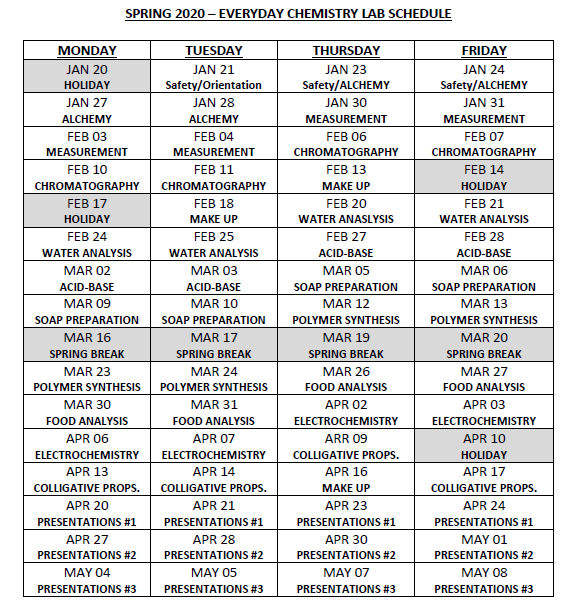 SPRING 2020 – EVERYDAY CHEMISTRY LAB SCHEDULE
MONDAY TUESDAY THURSDAY FRIDAY
JAN 20 JAN 21 JAN 23 JAN 24
HOLIDAY Safety/Orientation Safety/ALCHEMY Safety/ALCHEMY
JAN 27 JAN 28 JAN 30 JAN 31
ALCHEMY ALCHEMY MEASUREMENT MEASUREMENT
FEB 03 FEB 04 FEB 06 FEB 07
MEASUREMENT MEASUREMENT CHROMATOGRAPHY CHROMATOGRAPHY
FEB 10 FEB 11 FEB 13 FEB 14
CHROMATOGRAPHY CHROMATOGRAPHY MAKE UP HOLIDAY
FEB 17 FEB 18 FEB 20 FEB 21
HOLIDAY MAKE UP WATER ANASLYSIS WATER ANALYSIS
FEB 24 FEB 25 FEB 27 FEB 28
WATER ANALYSIS WATER ANALYSIS ACID-BASE ACID-BASE
MAR 02 MAR 03 MAR 05 MAR 06
ACID-BASE ACID-BASE SOAP PREPARATION SOAP PREPARATION
MAR 09 MAR 10 MAR 12 MAR 13
SOAP PREPARATION SOAP PREPARATION POLYMER SYNTHESIS POLYMER SYNTHESIS
MAR 16 MAR 17 MAR 19 MAR 20
SPRING BREAK SPRING BREAK SPRING BREAK SPRING BREAK
MAR 23 MAR 24 MAR 26 MAR 27
POLYMER SYNTHESIS POLYMER SYNTHESIS FOOD ANALYSIS FOOD ANALYSIS
MAR 30 MAR 31 APR 02 APR 03
FOOD ANALYSIS FOOD ANALYSIS ELECTROCHEMISTRY ELECTROCHEMISTRY
APR 06 APR 07 ARR 09 APR 10
ELECTROCHEMISTRY ELECTROCHEMISTRY COLLIGATIVE PROPS. HOLIDAY
APR 13 APR 14 APR 16 APR 17
COLLIGATIVE PROPS. COLLIGATIVE PROPS. MAKE UP COLLIGATIVE PROPS.
APR 20 APR 21 APR 23 APR 24
PRESENTATIONS #1 PRESENTATIONS #1 PRESENTATIONS #1 PRESENTATIONS #1
APR 27 APR 28 APR 30 MAY 01
PRESENTATIONS #2 PRESENTATIONS #2 PRESENTATIONS #2 PRESENTATIONS #2
MAY 04 MAY 05 MAY 07 MAY 08
PRESENTATIONS #3 PRESENTATIONS #3 PRESENTATIONS #3 PRESENTATIONS #3